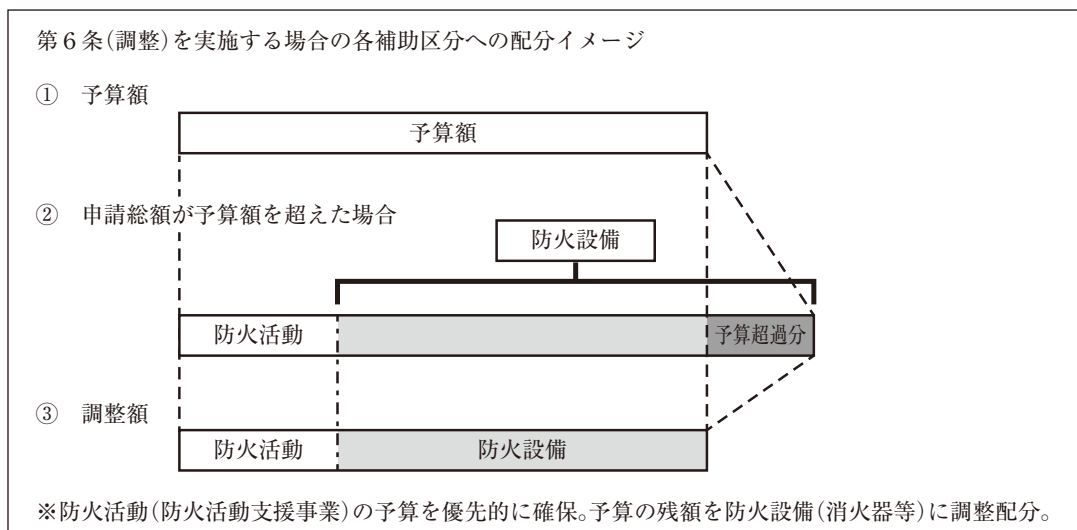 第6条(調整)を実施する場合の各補助区分への配分イメージ
① 予算額
予算額
② 申請総額が予算額を超えた場合
防火設備
防火活動
予算超過分
③ 調整額
防火活動
防火設備
※防火活動(防火活動支援事業)の予算を優先的に確保。予算の残額を防火設備(消火器等)に調整配分。